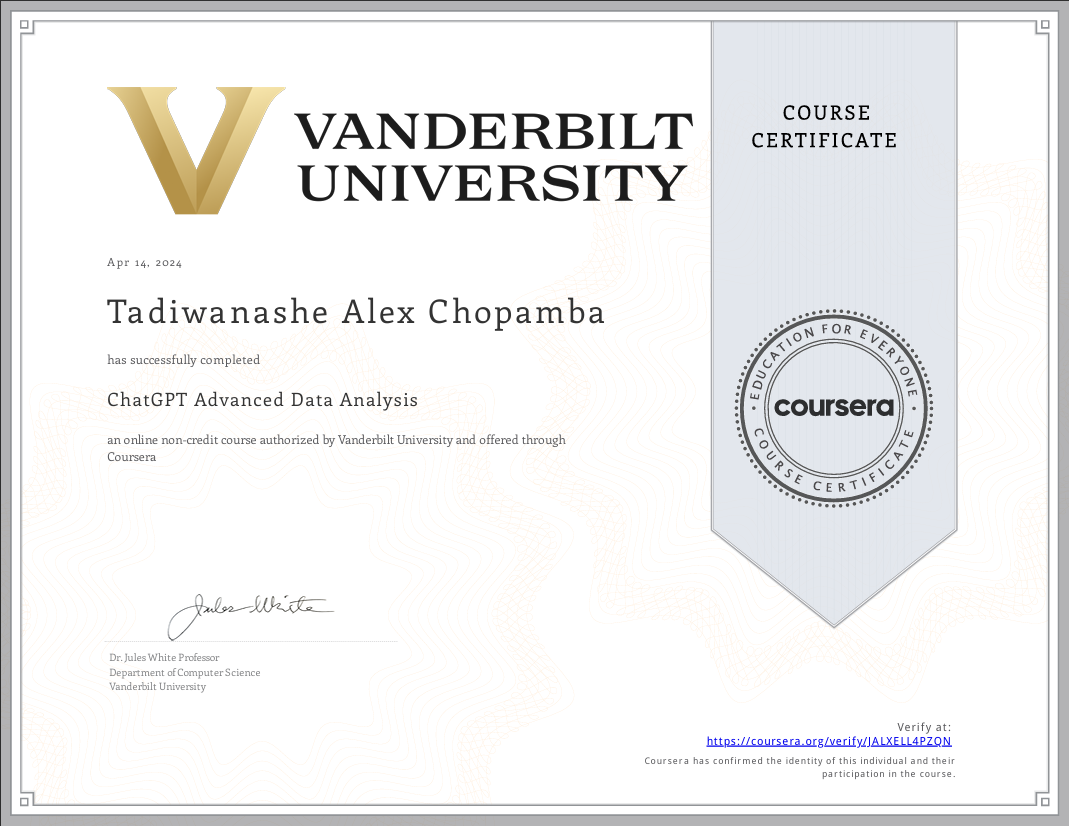 VANDERBILT
UNIVERSITY
COURSE
CERTIFICATE
Apr 14, 2024
Tadiwanashe Alex Chopamba
has successfully completed
ChatGPT Advanced Data Analysis
an online non-credit course authorized by Vanderbilt University and offered through
Coursera
EDUCATION FOR EVERYONE
coursera
COURSE CERTIFICATE
Jules White
Dr. Jules White Professor
Department of Computer Science
Vanderbilt University
Verify at:
https://coursera.org/verify/JALXELL4PZQN
Coursera has confirmed the identity of this individual and their
participation in the course.